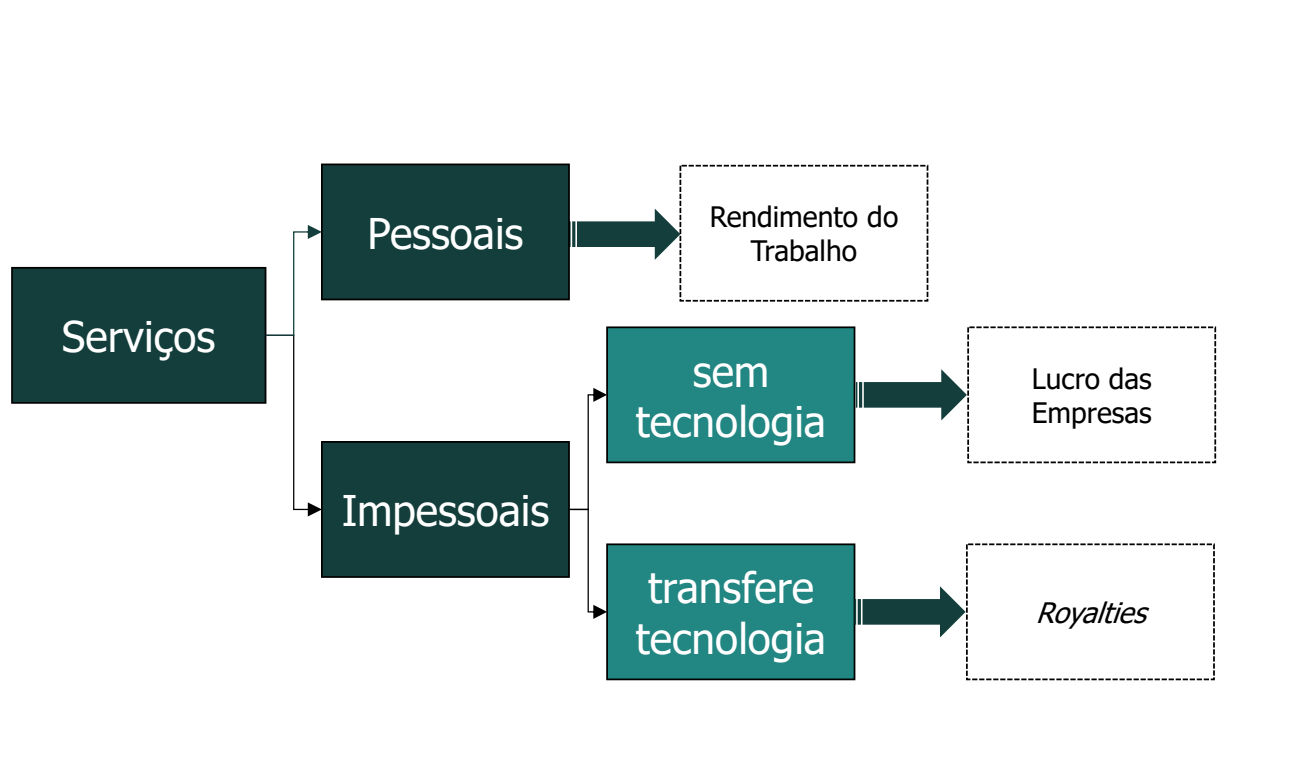 Serviços
Pessoais
Rendimento do
Trabalho
Impessoais
sem
tecnologia
Lucro das
Empresas
transfere
tecnologia
Royalties